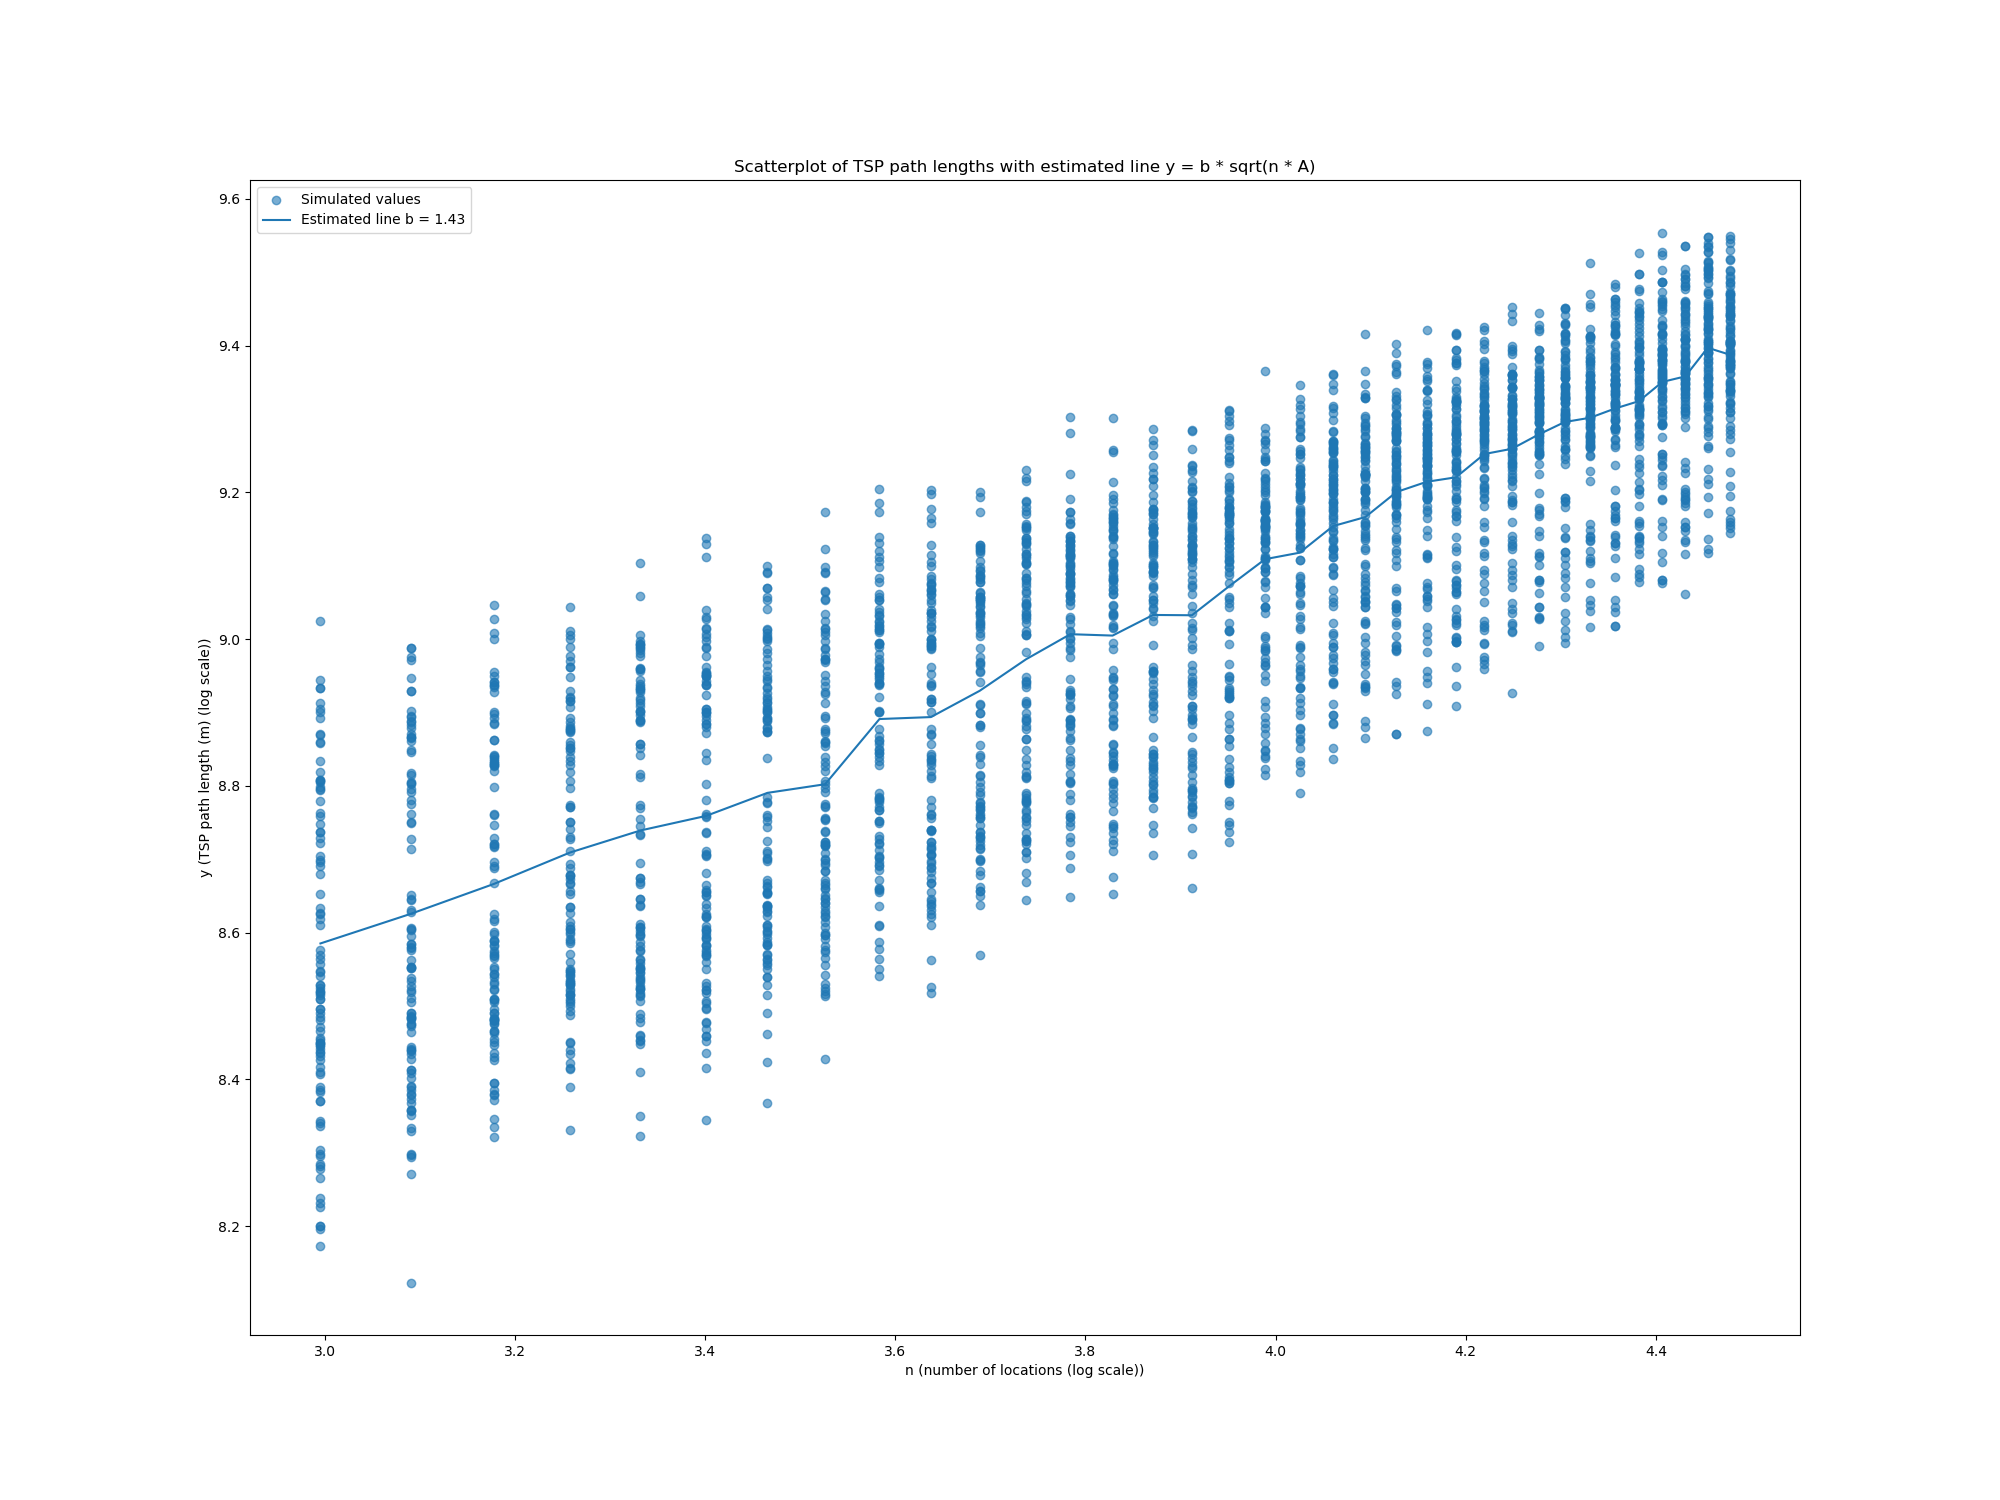 Scatterplot of TSP path lengths with estimated line y = b * sqrt(n * A)
Simulated values
Estimated line b = 1.43
9.6
9.4
9.2
9.0
8.8
8.6
8.4
8.2
y (TSP path length (m) (log scale))
3.0 3.2 3.4 3.6 3.8 4.0 4.2 4.4
n (number of locations (log scale))